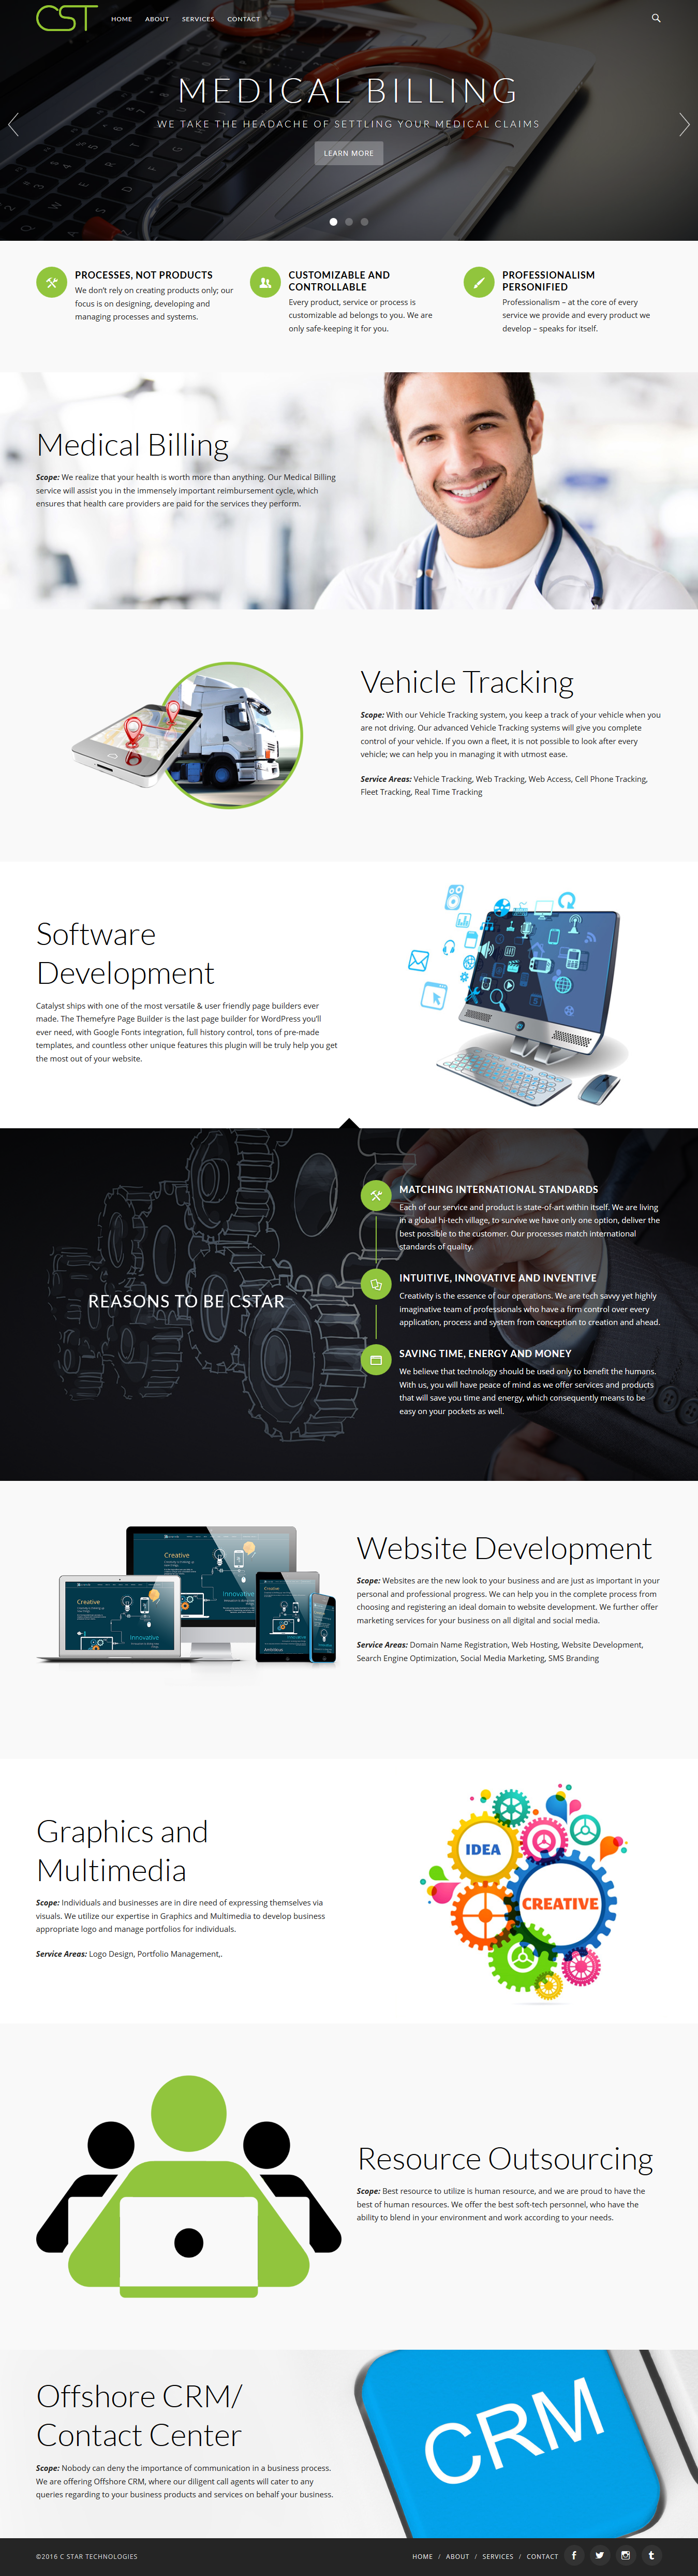 CST
HOME ABOUT SERVICES CONTACT
MEDICAL BILLING
WE TAKE THE HEADACHE OF SETTLING YOUR MEDICAL CLAIMS
LEARN MORE
PROCESSES, NOT PRODUCTS
We don't rely on creating products only; our
focus is on designing, developing and
managing processes and systems.
CUSTOMIZABLE AND
CONTROLLABLE
Every product, service or process is
customizable ad belongs to you. We are
only safe-keeping it for you.
PROFESSIONALISM
PERSONIFIED
Professionalism – at the core of every
service we provide and every product we
develop – speaks for itself.
Medical Billing
Scope: We realize that your health is worth more than anything. Our Medical Billing
service will assist you in the immensely important reimbursement cycle, which
ensures that health care providers are paid for the services they perform.
Vehicle Tracking
Scope: With our Vehicle Tracking system, you keep a track of your vehicle when you
are not driving. Our advanced Vehicle Tracking systems will give you complete
control of your vehicle. If you own a fleet, it is not possible to look after every
vehicle; we can help you in managing it with utmost ease.
Service Areas: Vehicle Tracking, Web Tracking, Web Access, Cell Phone Tracking,
Fleet Tracking, Real Time Tracking
Software
Development
Catalyst ships with one of the most versatile & user friendly page builders ever
made. The Themefyre Page Builder is the last page builder for WordPress you'll
ever need, with Google Fonts integration, full history control, tons of pre-made
templates, and countless other unique features this plugin will be truly help you get
the most out of your website.
REASONS TO BE CSTAR
MATCHING INTERNATIONAL STANDARDS
Each of our service and product is state-of-art within itself. We are living
in a global hi-tech village, to survive we have only one option, deliver the
best possible to the customer. Our processes match international
standards of quality.
INTUITIVE, INNOVATIVE AND INVENTIVE
Creativity is the essence of our operations. We are tech savvy yet highly
imaginative team of professionals who have a firm control over every
application, process and system from conception to creation and ahead.
SAVING TIME, ENERGY AND MONEY
We believe that technology should be used only to benefit the humans.
With us, you will have peace of mind as we offer services and products
that will save you time and energy, which consequently means to be
easy on your pockets as well.
Creative
Innovative
Creative
Innovative
Creative
Ambitious
Website Development
Scope: Websites are the new look to your business and are just as important in your
personal and professional progress. We can help you in the complete process from
choosing and registering an ideal domain to website development. We further offer
marketing services for your business on all digital and social media.
Service Areas: Domain Name Registration, Web Hosting, Website Development,
Search Engine Optimization, Social Media Marketing, SMS Branding
Graphics and
Multimedia
Scope: Individuals and businesses are in dire need of expressing themselves via
visuals. We utilize our expertise in Graphics and Multimedia to develop business
appropriate logo and manage portfolios for individuals.
Service Areas: Logo Design, Portfolio Management,.
IDEA
CREATIVE
Resource Outsourcing
Scope: Best resource to utilize is human resource, and we are proud to have the
best of human resources. We offer the best soft-tech personnel, who have the
ability to blend in your environment and work according to your needs.
Offshore CRM/
Contact Center
Scope: Nobody can deny the importance of communication in a business process.
We are offering Offshore CRM, where our diligent call agents will cater to any
queries regarding to your business products and services on behalf your business.
CRM
©2016 C STAR TECHNOLOGIES
HOME / ABOUT / SERVICES / CONTACT